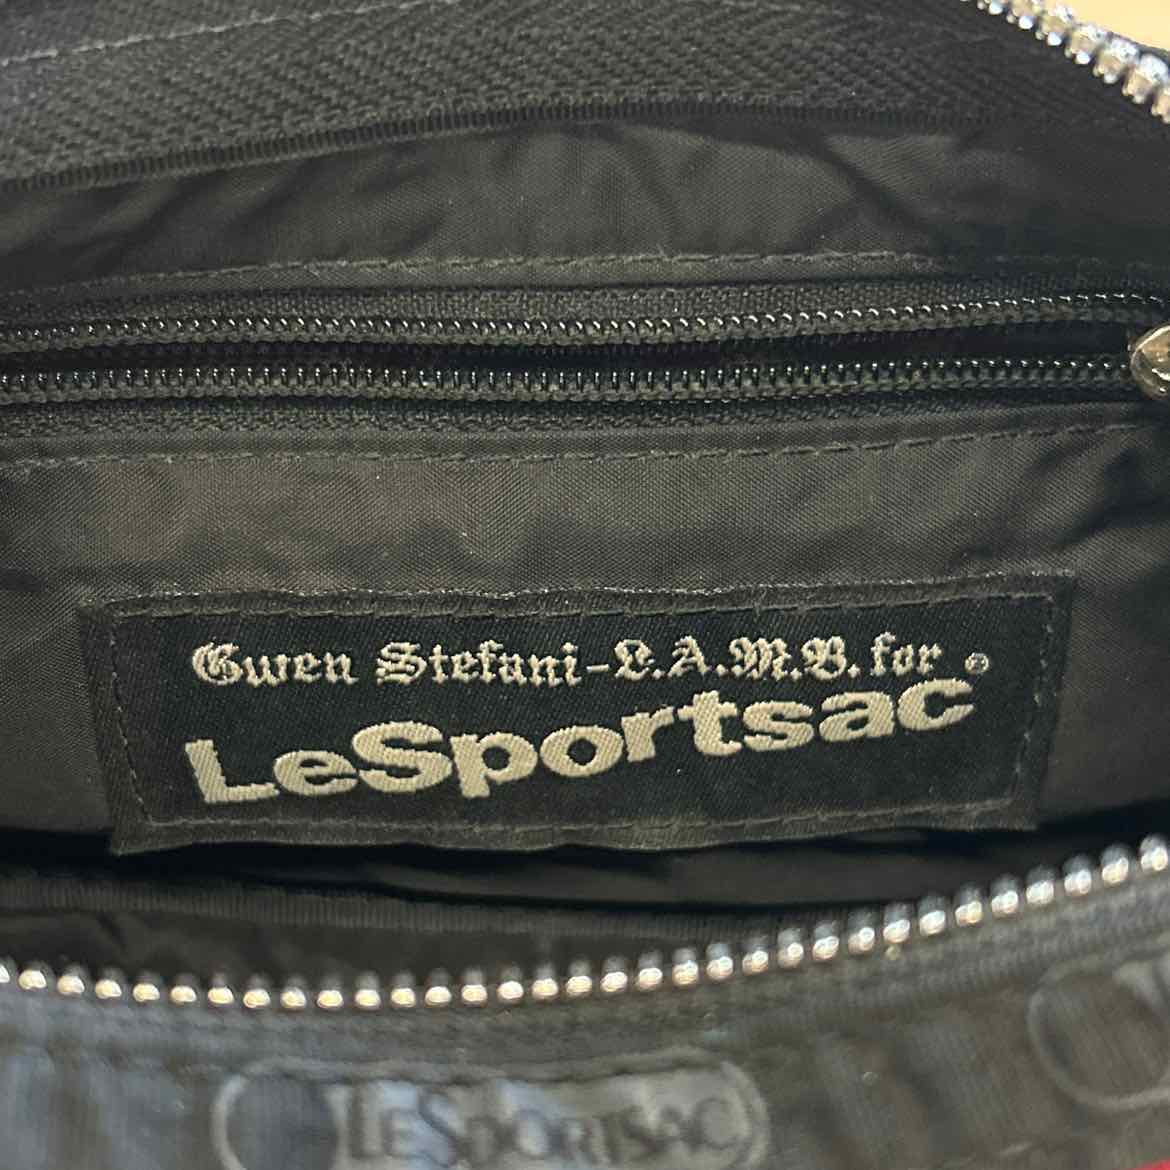 Gwen Stefani-L.A.M.B. for ®
LeSportsac
LESPORTSAC